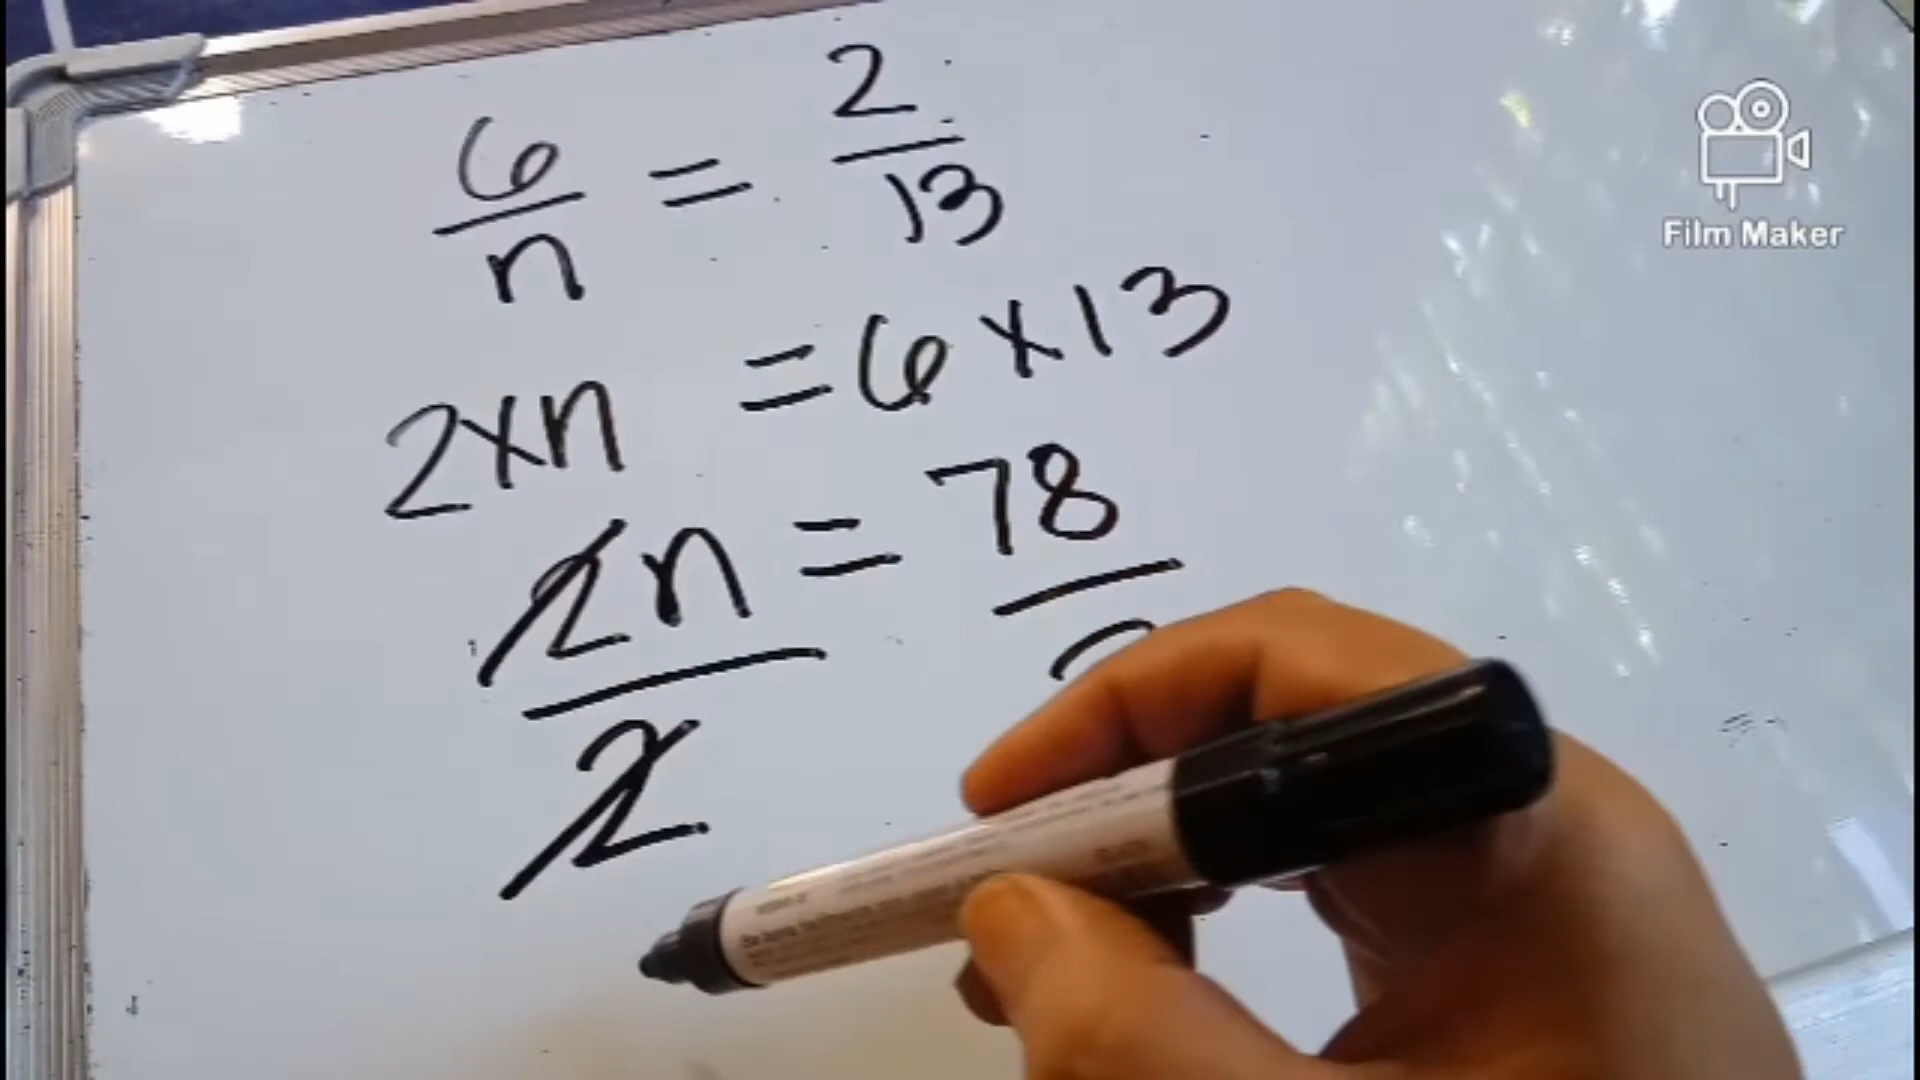 6/n = 2/13
2xn = 6x13
2n/2 = 78/
Film Maker